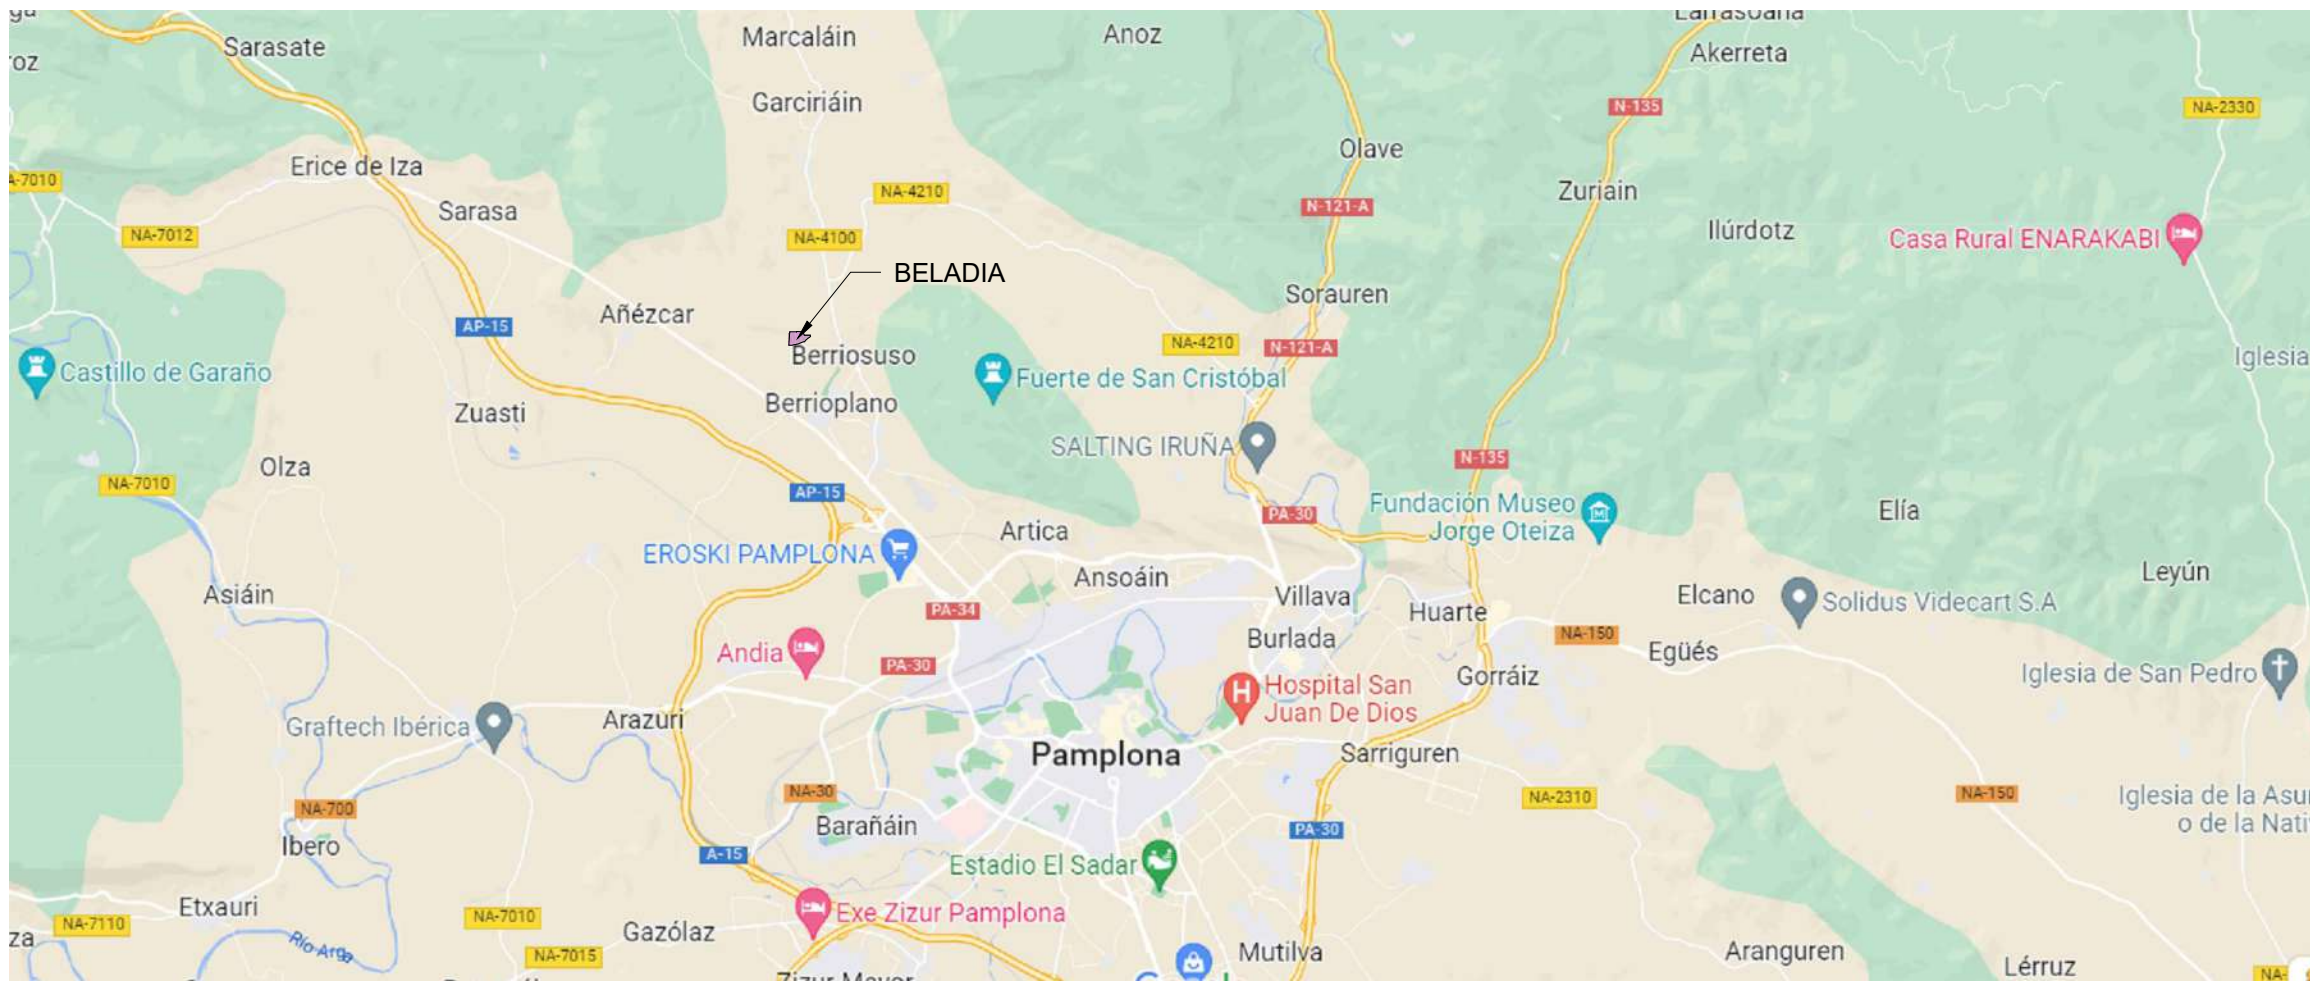 Sarasate
Marcaláin
Anoz
Larrasoaña
Akerreta
oz
Garciriáin
N-135
NA-2330
Olave
Erice de Iza
A-7010
NA-4210
Zuriain
Sarasa
N-121-A
NA-7012
NA-4100
Ilúrdotz
Casa Rural ENARAKABI
BELADIA
Sorauren
Añézcar
AP-15
NA-4210
N-121-A
Berriosuso
Iglesia
Castillo de Garaño
Fuerte de San Cristóbal
Zuasti
Berrioplano
SALTING IRUÑA
N-135
Olza
NA-7010
AP-15
Fundación Museo
Jorge Oteiza
PA-30
Elía
Artica
EROSKI PAMPLONA
Ansoáin
Leyún
Asiáin
Villava
Elcano
Solidus Videcart S.A
PA-34
Huarte
NA-150
Burlada
Egüés
Andia
PA-30
Gorráiz
Iglesia de San Pedro
Hospital San
Juan De Dios
Arazuri
Graftech Ibérica
Pamplona
Sarriguren
NA-30
NA-2310
NA-150
Iglesia de la Asu
o de la Nati
NA-700
Barañáin
PA-30
Ibero
A-15
Estadio El Sadar
Etxauri
NA-7010
Exe Zizur Pamplona
NA-7110
Gazólaz
za
Río Arga
NA-7015
Mutilva
Aranguren
Lérruz
Zizur Mayor
NA-